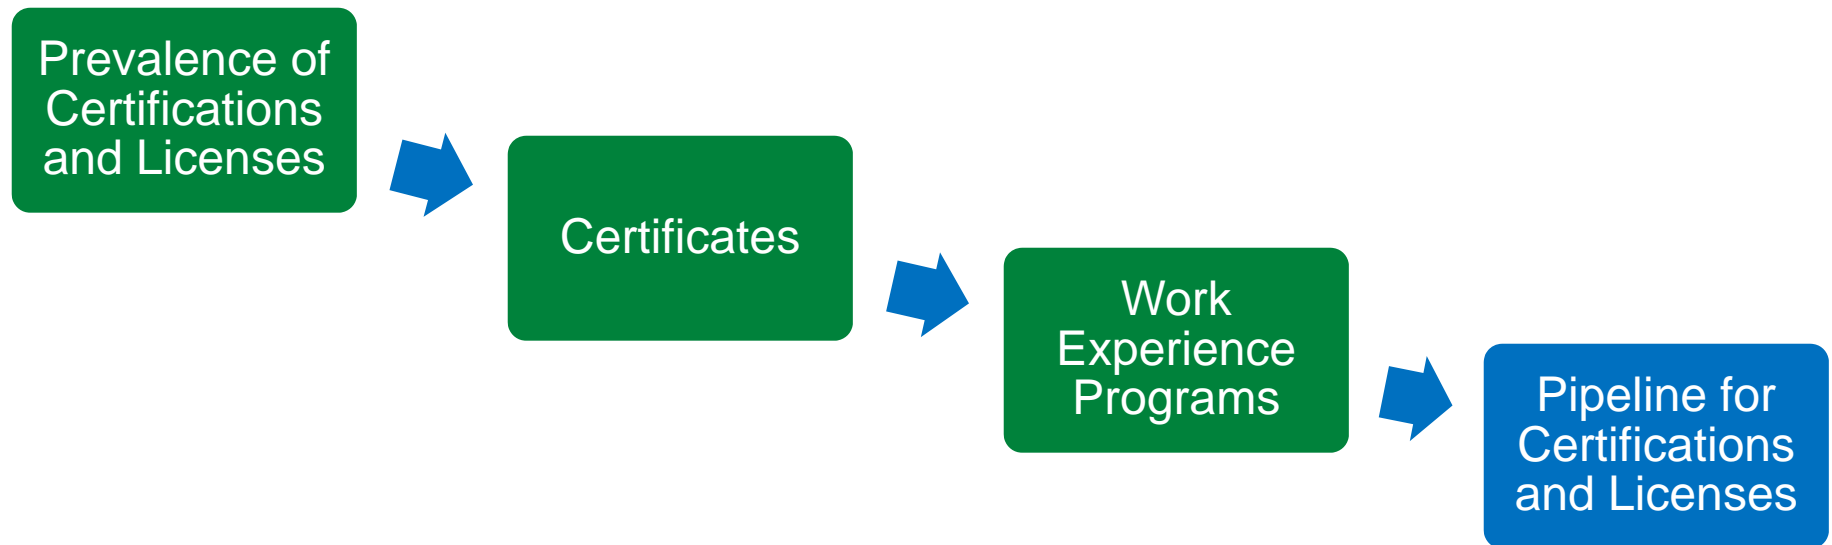 Prevalence of
Certifications
and Licenses
Certificates
Work
Experience
Programs
Pipeline for
Certifications
and Licenses